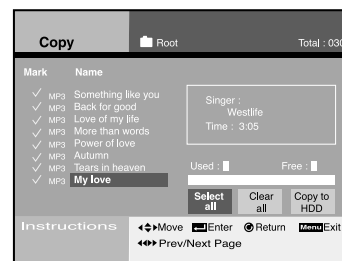 Copy
Root
Total : 030
Mark Name
MP3 Something like you
MP3 Back for good
MP3 Love of my life
MP3 More than words
MP3 Power of love
MP3 Autumn
MP3 Tears in heaven
MP3 My love
Singer :
Westlife
Time : 3:05
Used :
Free :
Select all
Clear all
Copy to HDD
Instructions
Move Enter Return Menu Exit
Prev/Next Page